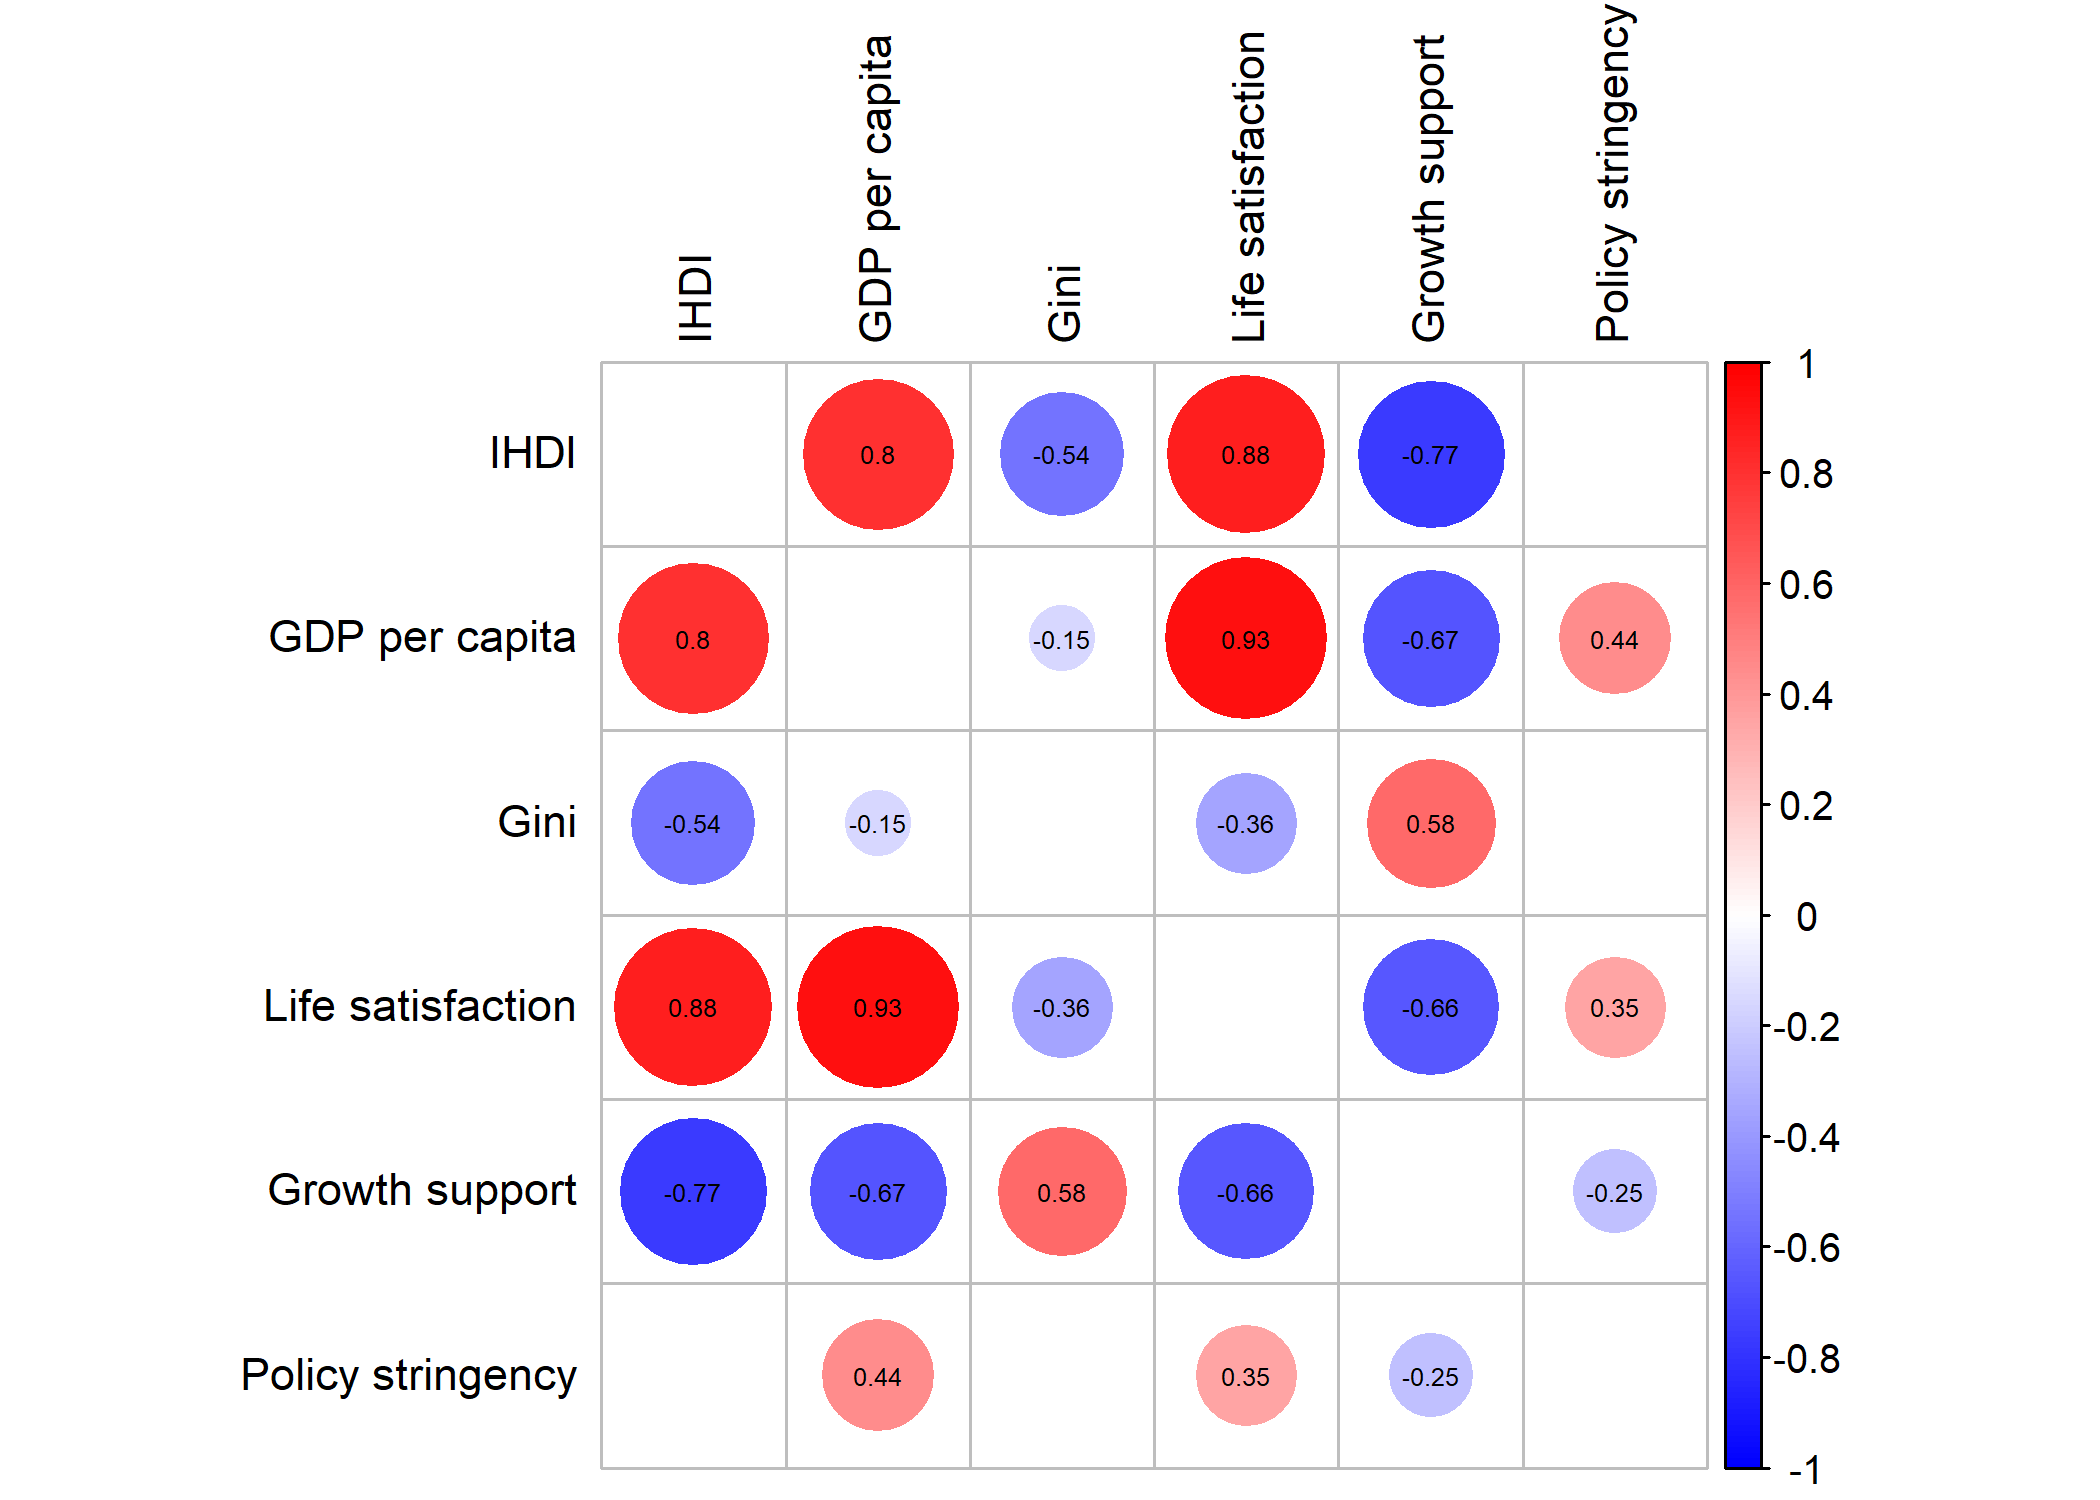 IHDI
GDP per capita
Gini
Life satisfaction
Growth support
Policy stringency
IHDI 0.8 -0.54 0.88 -0.77
GDP per capita 0.8 -0.15 0.93 -0.67 0.44
Gini -0.54 -0.15 -0.36 0.58
Life satisfaction 0.88 0.93 -0.36 -0.66 0.35
Growth support -0.77 -0.67 0.58 -0.66 -0.25
Policy stringency 0.44 0.35 -0.25
1
0.8
0.6
0.4
0.2
0
-0.2
-0.4
-0.6
-0.8
-1